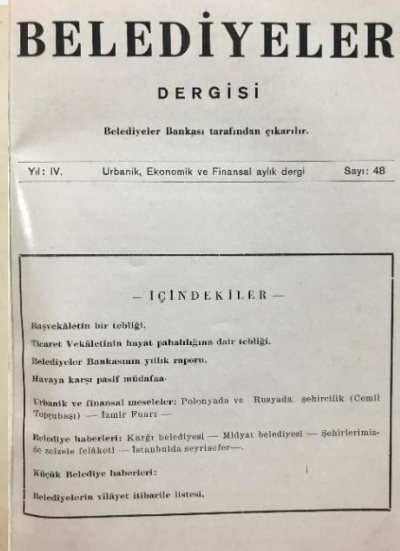 BELEDİYELER
DERGİSİ
Belediyeler Bankası tarafından çıkarılır.
Yıl: IV. Urbanik, Ekonomik ve Finansal aylık dergi Sayı: 48
— İÇİNDEKİLER —
Başvekâletin bir tebliği.
Ticaret Vekâletinin hayat pahalılığına dair tebliği.
Belediyeler Bankasının yıllık raporu.
Havaya karşı pasif müdafaa.
Urbanik ve finansal meseleler: Polonyada ve Rusyada şehircilik (Cemil
Topçubaşı) — İzmir Fuarı —
Belediye haberleri: Kargı belediyesi — Midyat belediyesi — Şehirlerimiz-
de zelzele felâketi — İstanbulda seyrisefer—.
Küçük Belediye haberleri:
Belediyelerin vilâyet itibarile listesi.